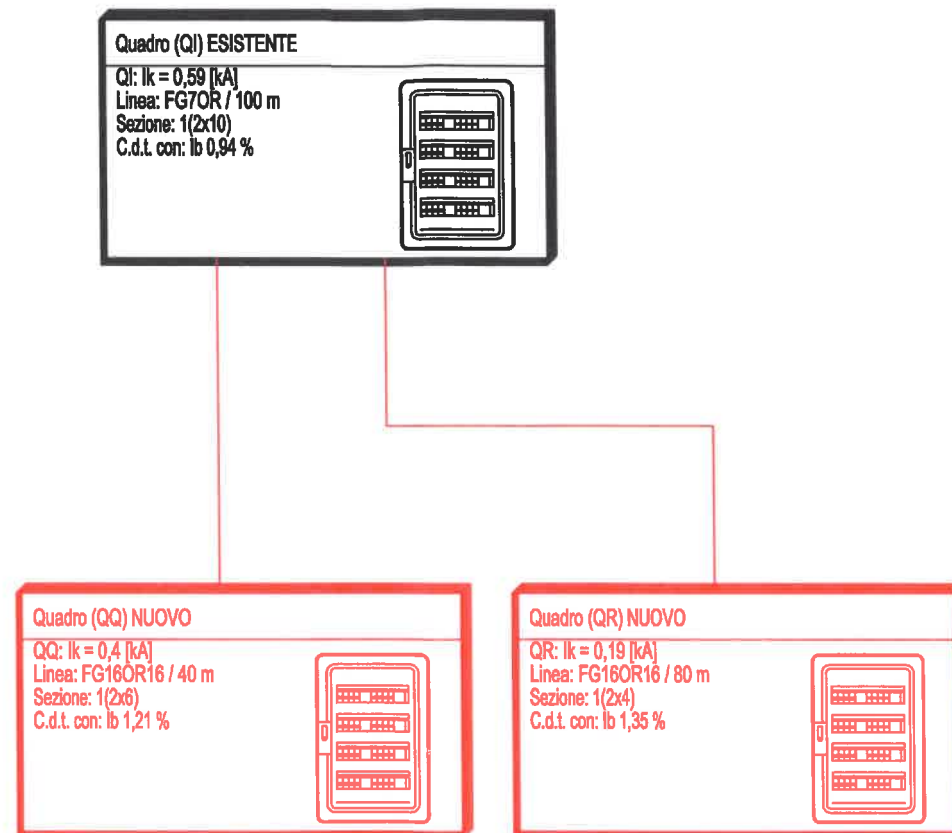 Quadro (QI) ESISTENTE
QI: Ik = 0,59 [kA]
Linea: FG7OR / 100 m
Sezione: 1(2x10)
C.d.t. con: Ib 0,94 %
Quadro (QQ) NUOVO
QQ: Ik = 0,4 [kA]
Linea: FG16OR16 / 40 m
Sezione: 1(2x6)
C.d.t. con: Ib 1,21 %
Quadro (QR) NUOVO
QR: Ik = 0,19 [kA]
Linea: FG16OR16 / 80 m
Sezione: 1(2x4)
C.d.t. con: Ib 1,35 %